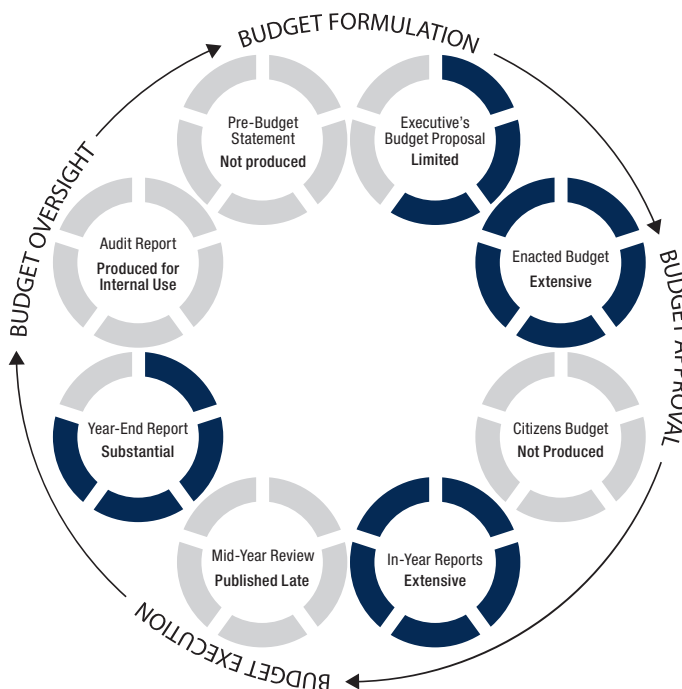 BUDGET FORMULATION
Pre-Budget
Statement
Not produced
Executive's
Budget Proposal
Limited
Enacted Budget
Extensive
BUDGET APPROVAL
Citizens Budget
Not Produced
In-Year Reports
Extensive
BUDGET EXECUTION
Mid-Year Review
Published Late
Year-End Report
Substantial
BUDGET OVERSIGHT
Audit Report
Produced for
Internal Use